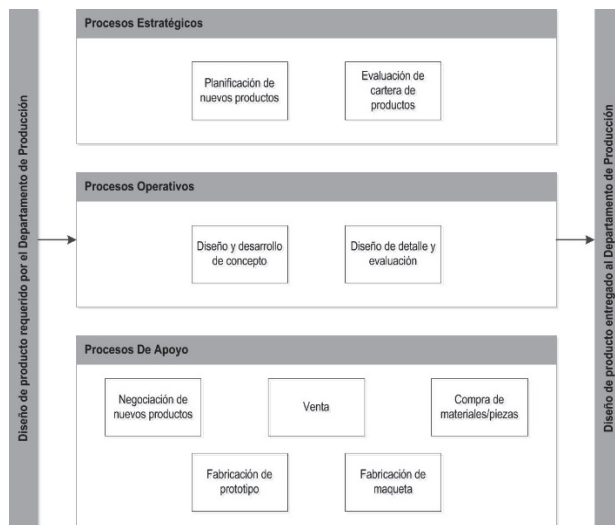 Diseño de producto requerido por el Departamento de Producción
Procesos Estratégicos
Planificación de
nuevos productos
Evaluación de
cartera de
productos
Procesos Operativos
Diseño y desarrollo
de concepto
Diseño de detalle y
evaluación
Procesos De Apoyo
Negociación de
nuevos productos
Venta
Compra de
materiales/piezas
Fabricación de
prototipo
Fabricación de
maqueta
Diseño de producto entregado al Departamento de Producción